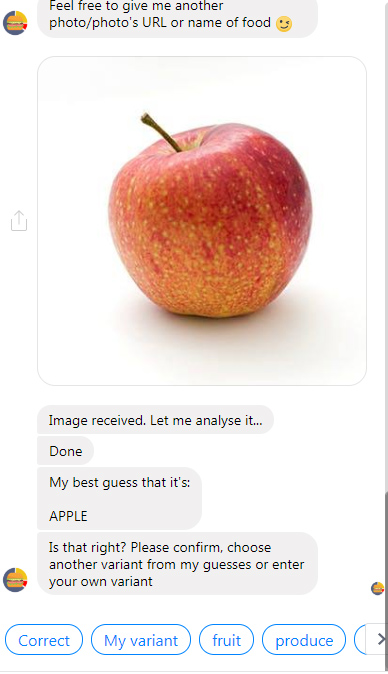 Feel free to give me another
photo/photo's URL or name of food 😉
Image received. Let me analyse it...
Done
My best guess that it's:
APPLE
Is that right? Please confirm, choose
another variant from my guesses or enter
your own variant
Correct
My variant
fruit
produce